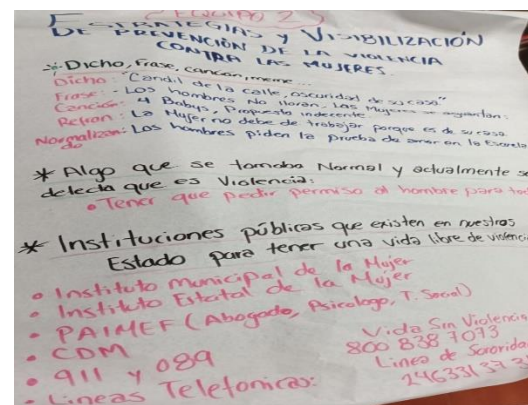 (EQUIPO 2)
ESTRATEGIAS Y VISIBILIZACIÓN
DE PREVENCIÓN DE LA VIOLENCIA
CONTRA LAS MUJERES.
* Dicho, frase, cancon, meme...
Dicho: "Candil de la calle, oscuridad de su casa"
Frase: - Los hombres No lloran. Las Mujeres se aguantan:
Canción: 4 Babys, Propuesta indecente
Refran: La Mujer no debe de trabajar porque es de su casa
Normalizan: Los hombres piden la prueba de amor en la Escuela
do
* Algo que se tomaba Normal y actualmente se
detecta que es Violencia:
• Tener que pedir permiso al hombre para
* Instituciones públicas que existen en nuestros
Estado para tener una vida libre de violenci
• Instituto municipal de la Mujer
• Instituto Estatal de la Mujer
• PAIMEF (Abogado, Psicologo, T. Social)
• CDM
• 911 y 089
• Lineas Telefonicas:
Vida Sin Violencia
800 838 7073
Linea de Sororida